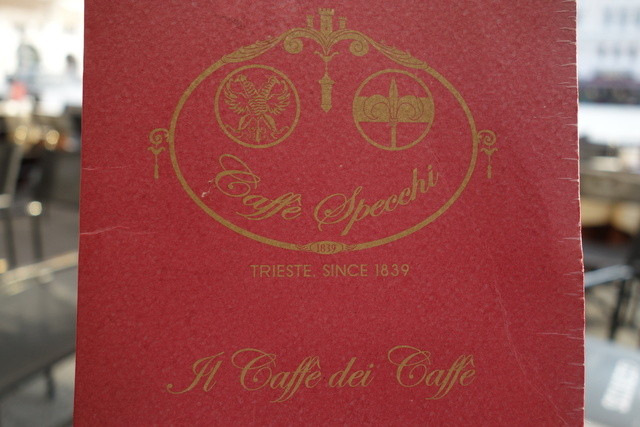 Caffè Specchi
1839
TRIESTE, SINCE 1839
Il Caffè dei Caffè